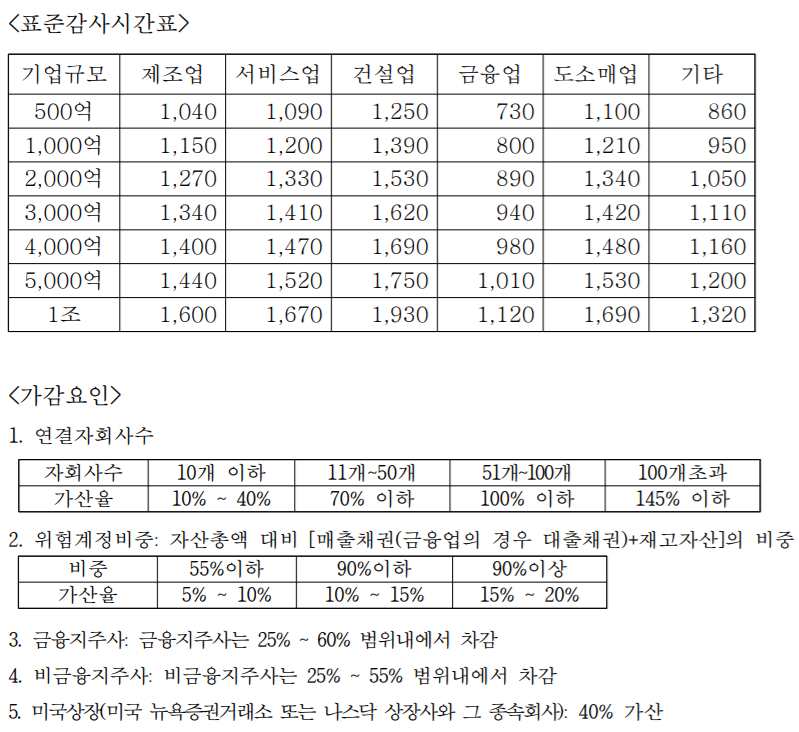 <표준감사시간표>
기업규모 제조업 서비스업 건설업 금융업 도소매업 기타
500억 1,040 1,090 1,250 730 1,100 860
1,000억 1,150 1,200 1,390 800 1,210 950
2,000억 1,270 1,330 1,530 890 1,340 1,050
3,000억 1,340 1,410 1,620 940 1,420 1,110
4,000억 1,400 1,470 1,690 980 1,480 1,160
5,000억 1,440 1,520 1,750 1,010 1,530 1,200
1조 1,600 1,670 1,930 1,120 1,690 1,320
<가감요인>
1. 연결자회사수
자회사수 10개 이하 11개~50개 51개~100개 100개초과
가산율 10% ~ 40% 70% 이하 100% 이하 145% 이하
2. 위험계정비중: 자산총액 대비 [매출채권(금융업의 경우 대출채권)+재고자산]의 비중
비중 55%이하 90%이하 90%이상
가산율 5% ~ 10% 10% ~ 15% 15% ~ 20%
3. 금융지주사: 금융지주사는 25% ~ 60% 범위내에서 차감
4. 비금융지주사: 비금융지주사는 25% ~ 55% 범위내에서 차감
5. 미국상장(미국 뉴욕증권거래소 또는 나스닥 상장사와 그 종속회사): 40% 가산